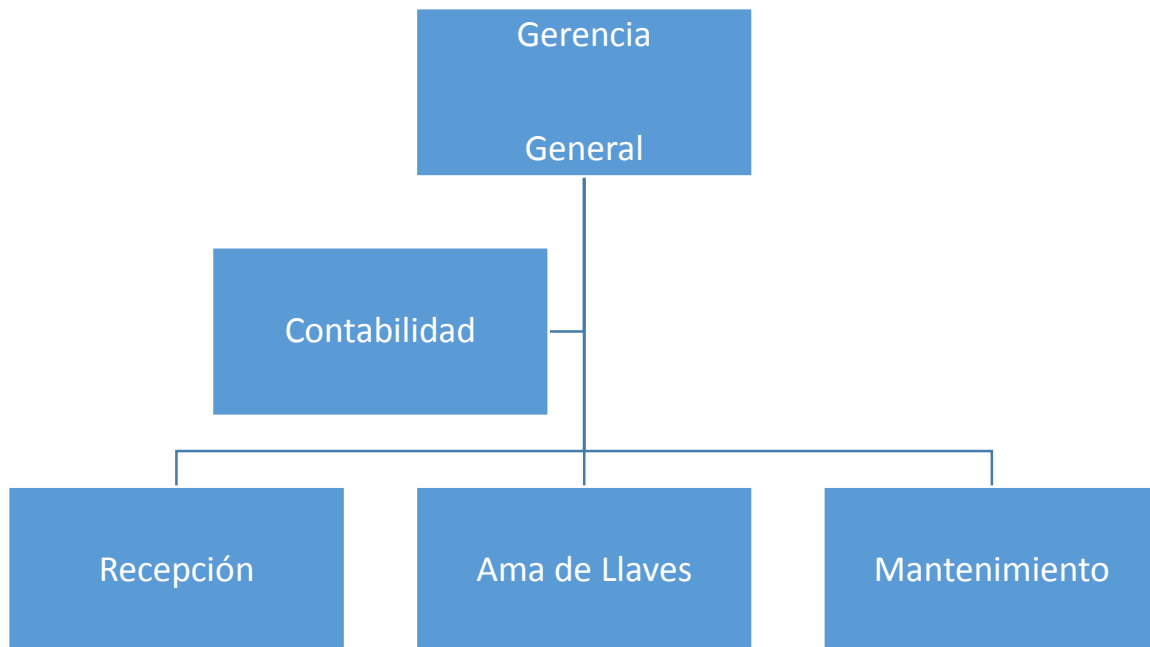 Gerencia
General
Contabilidad
Recepción
Ama de Llaves
Mantenimiento